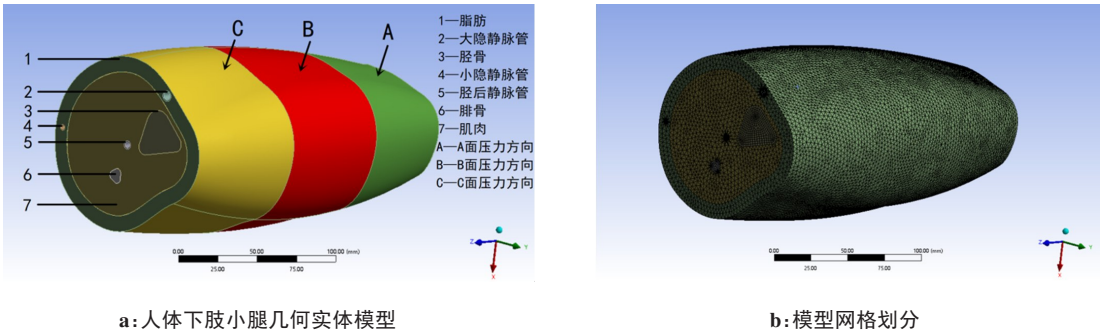 C
B
A
1
2
3
4
5
6
7
1—脂肪
2—大隐静脉管
3—胫骨
4—小隐静脉管
5—胫后静脉管
6—腓骨
7—肌肉
A—A面压力方向
B—B面压力方向
C—C面压力方向
0.00 50.00 100.00 (mm)
25.00 75.00
Z Y
X
0.00 50.00 100.00 (mm)
25.00 75.00
Z Y
X
a:人体下肢小腿几何实体模型
b:模型网格划分